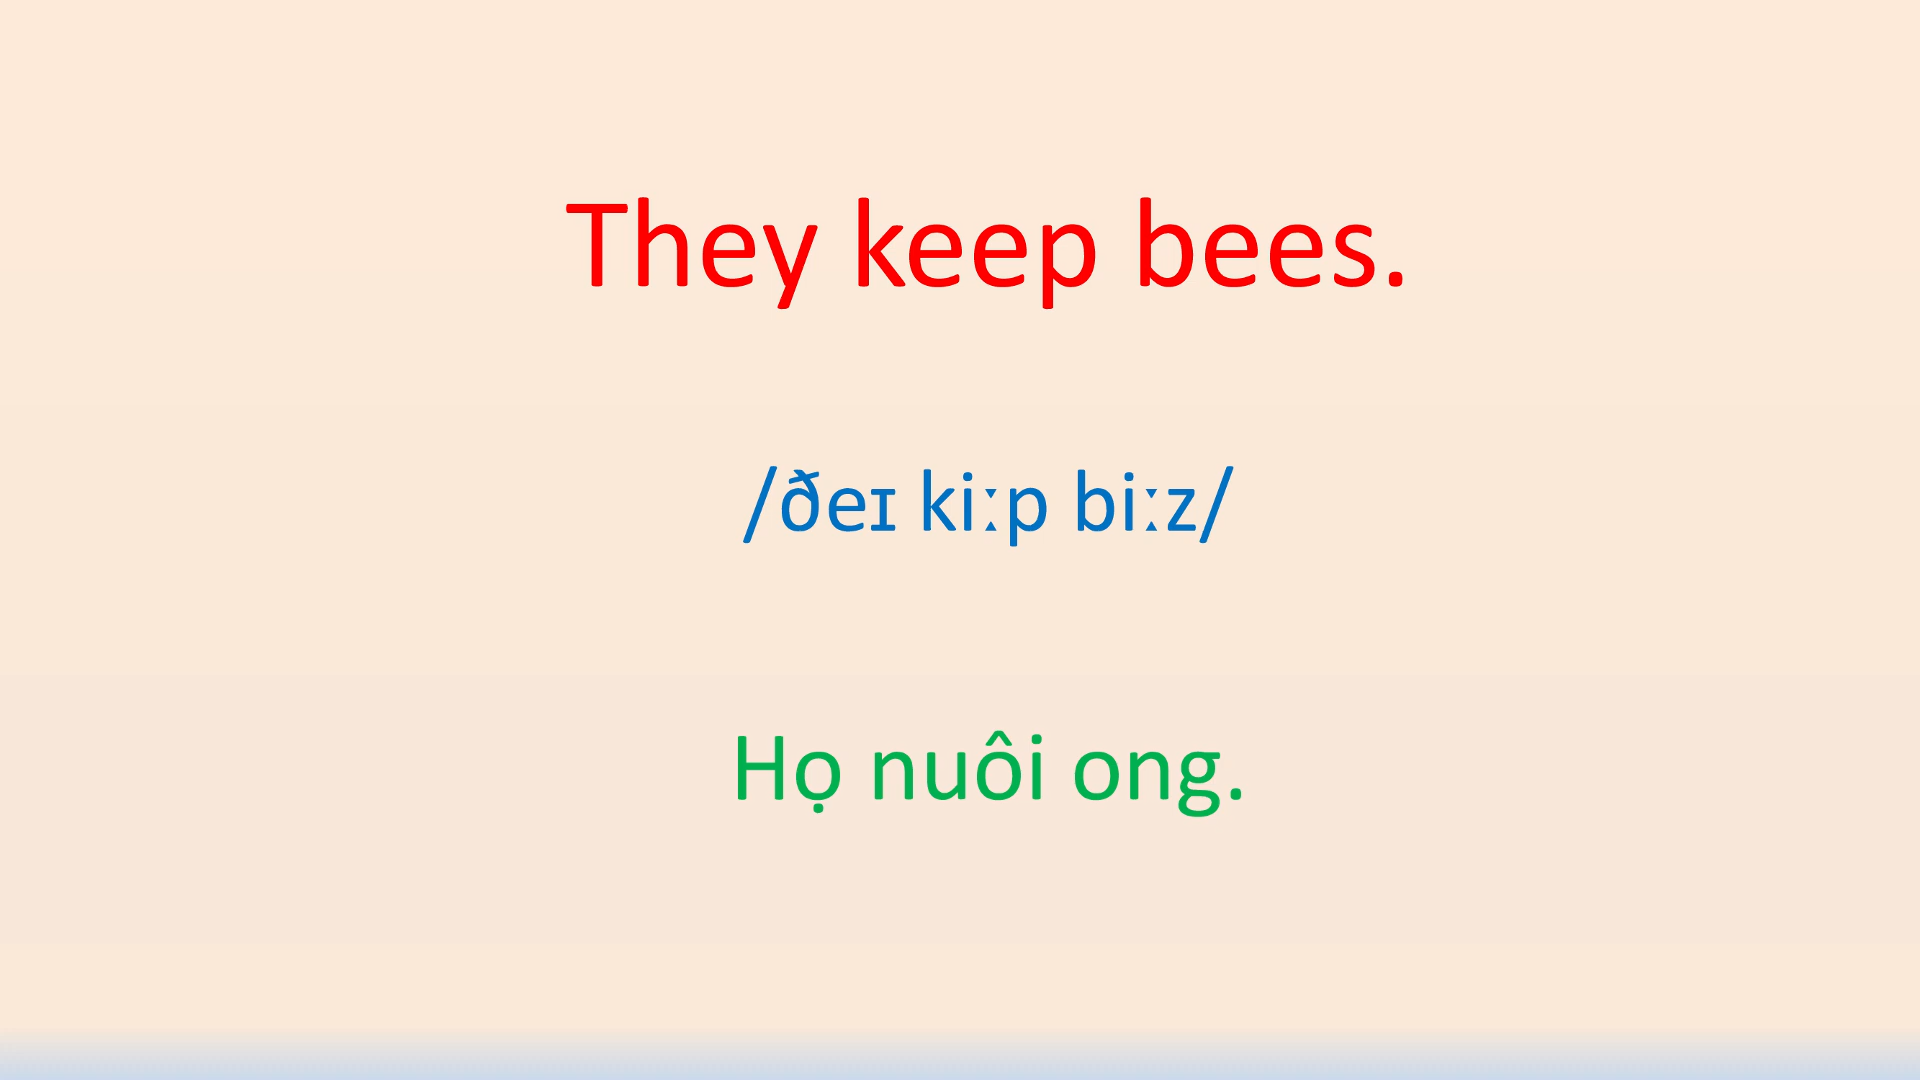 They keep bees.
/ðeɪ kiːp biːz/
Họ nuôi ong.